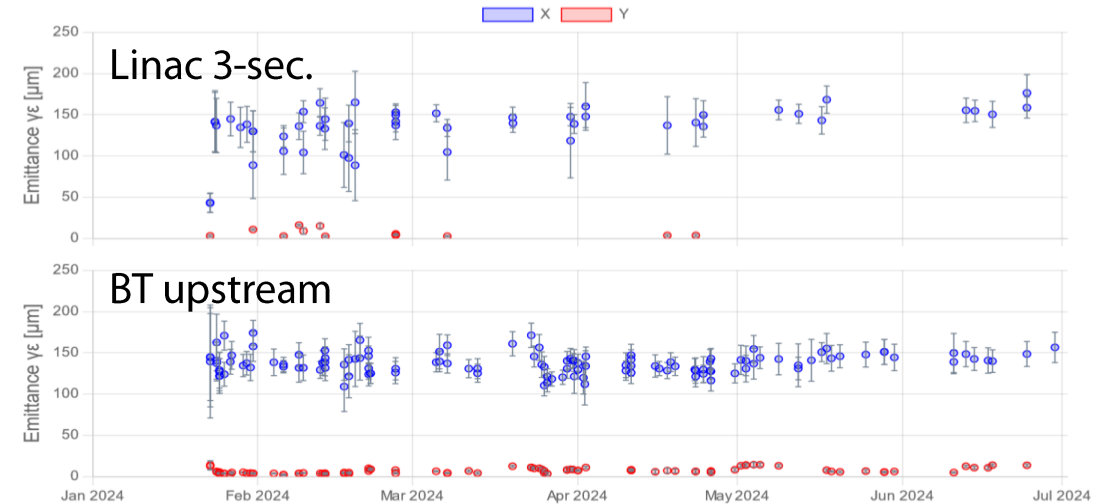 X Y
Linac 3-sec.
Emittance γε [μm]
250
200
150
100
50
0
BT upstream
Emittance γε [μm]
250
200
150
100
50
0
Jan 2024 Feb 2024 Mar 2024 Apr 2024 May 2024 Jun 2024 Jul 2024